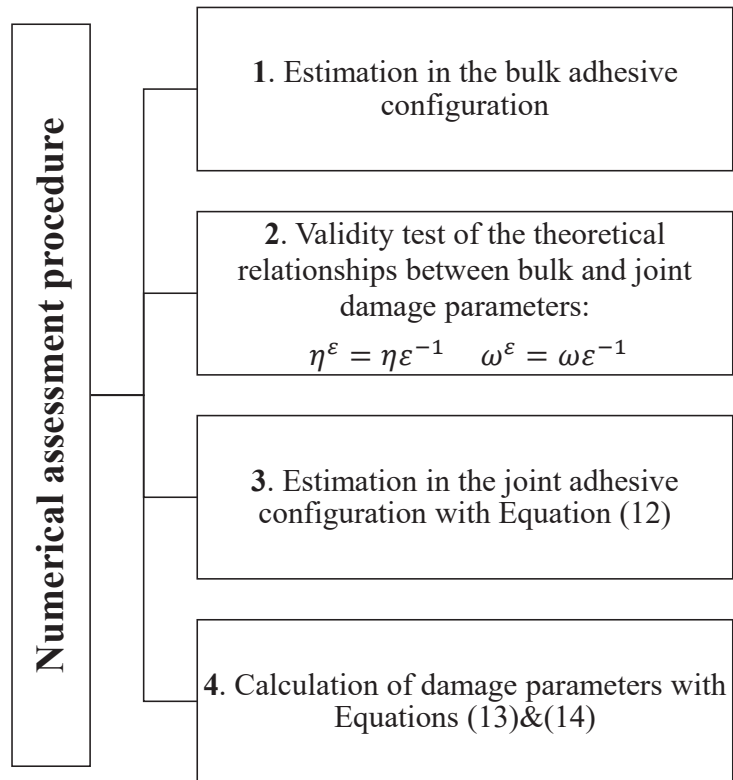 Numerical assessment procedure
1. Estimation in the bulk adhesive
configuration
2. Validity test of the theoretical
relationships between bulk and joint
damage parameters:
η^ε = ηε⁻¹ ω^ε = ωε⁻¹
3. Estimation in the joint adhesive
configuration with Equation (12)
4. Calculation of damage parameters with
Equations (13)&(14)